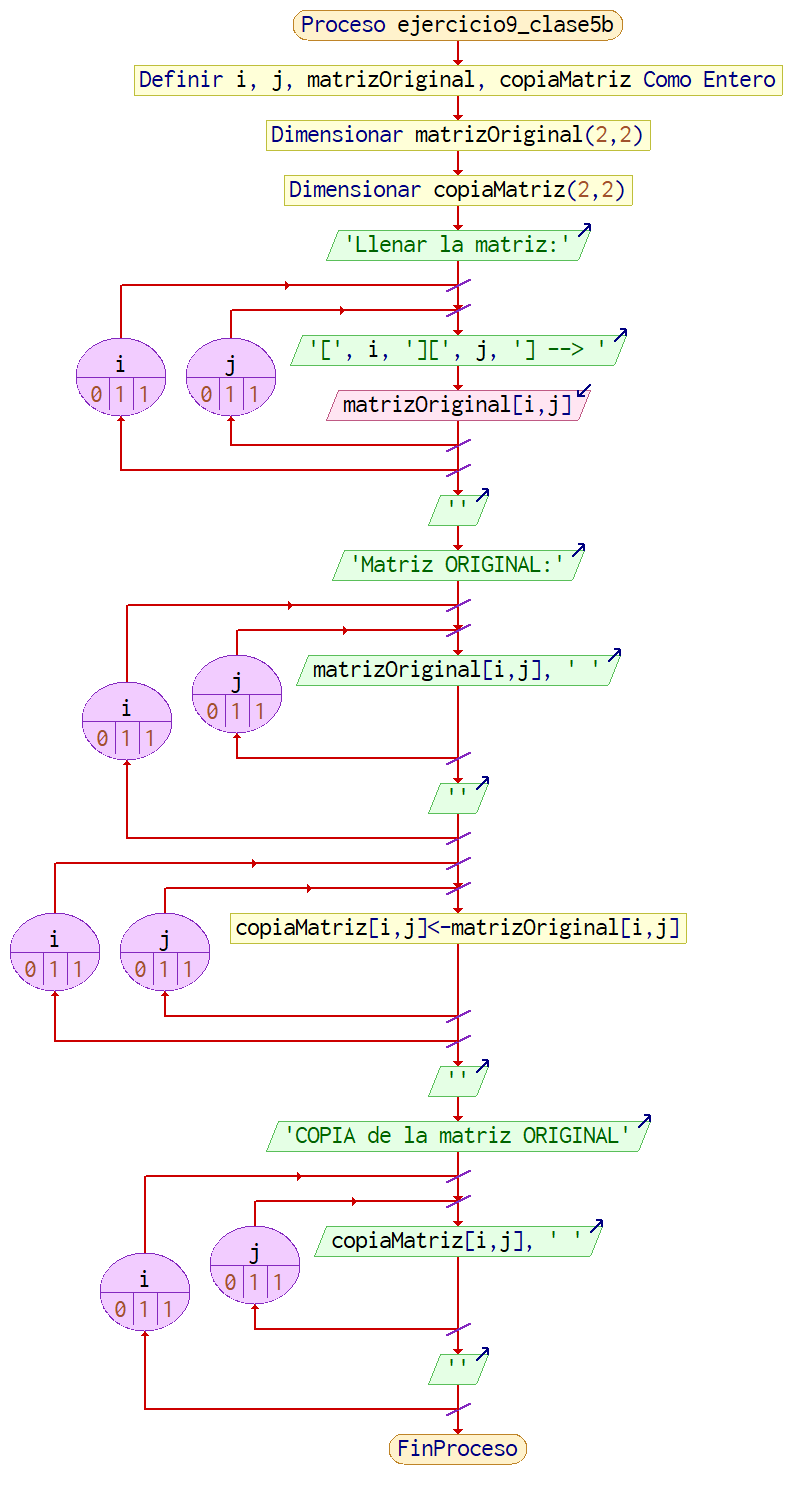 Proceso ejercicio9_clase5b
Definir i, j, matrizOriginal, copiaMatriz Como Entero
Dimensionar matrizOriginal(2,2)
Dimensionar copiaMatriz(2,2)
'Llenar la matriz:'
i
0 1 1
j
0 1 1
'[', i, '][', j, '] --> '
matrizOriginal[i,j]
''
'Matriz ORIGINAL:'
i
0 1 1
j
0 1 1
matrizOriginal[i,j], ' '
''
i
0 1 1
j
0 1 1
copiaMatriz[i,j]<-matrizOriginal[i,j]
''
'COPIA de la matriz ORIGINAL'
i
0 1 1
j
0 1 1
copiaMatriz[i,j], ' '
''
FinProceso